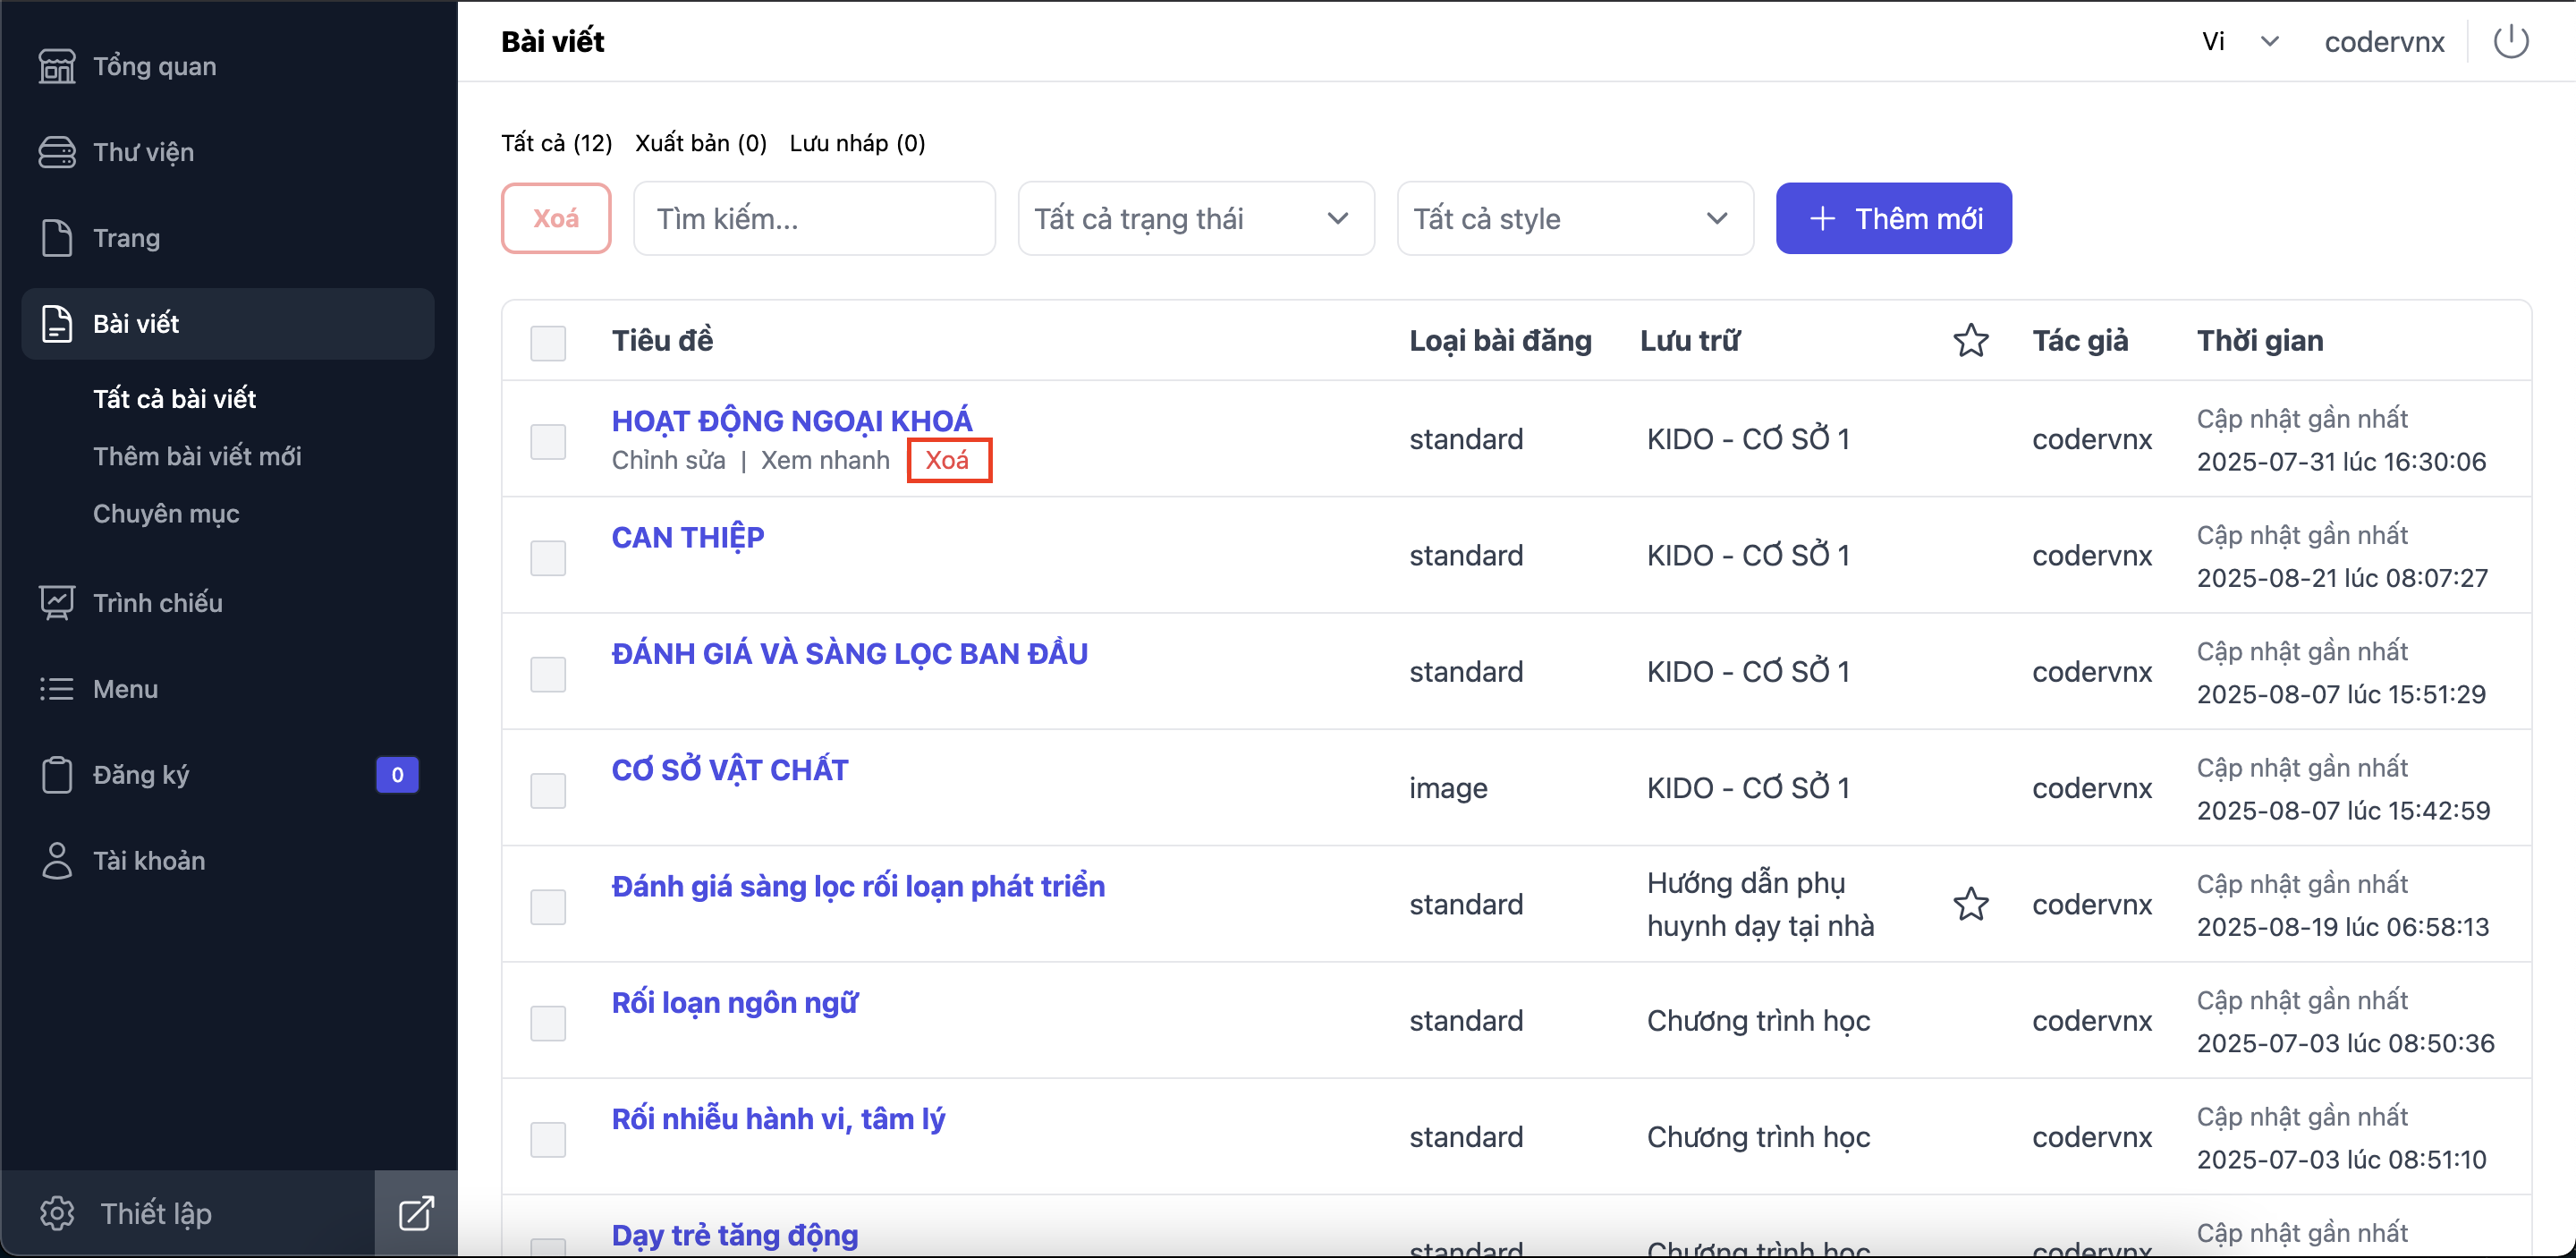 Tổng quan
Thư viện
Trang
Bài viết
Tất cả bài viết
Thêm bài viết mới
Chuyên mục
Trình chiếu
Menu
Đăng ký 0
Tài khoản
Thiết lập
Bài viết Vi codervnx
Tất cả (12) Xuất bản (0) Lưu nháp (0)
Xoá Tìm kiếm... Tất cả trạng thái Tất cả style + Thêm mới
Tiêu đề Loại bài đăng Lưu trữ Tác giả Thời gian
HOẠT ĐỘNG NGOẠI KHOÁ
Chỉnh sửa | Xem nhanh Xoá
standard KIDO - CƠ SỞ 1 codervnx
Cập nhật gần nhất
2025-07-31 lúc 16:30:06
CAN THIỆP
standard KIDO - CƠ SỞ 1 codervnx
Cập nhật gần nhất
2025-08-21 lúc 08:07:27
ĐÁNH GIÁ VÀ SÀNG LỌC BAN ĐẦU
standard KIDO - CƠ SỞ 1 codervnx
Cập nhật gần nhất
2025-08-07 lúc 15:51:29
CƠ SỞ VẬT CHẤT
image KIDO - CƠ SỞ 1 codervnx
Cập nhật gần nhất
2025-08-07 lúc 15:42:59
Đánh giá sàng lọc rối loạn phát triển
standard
Hướng dẫn phụ
huynh dạy tại nhà
codervnx
Cập nhật gần nhất
2025-08-19 lúc 06:58:13
Rối loạn ngôn ngữ
standard Chương trình học codervnx
Cập nhật gần nhất
2025-07-03 lúc 08:50:36
Rối nhiễu hành vi, tâm lý
standard Chương trình học codervnx
Cập nhật gần nhất
2025-07-03 lúc 08:51:10
Dạy trẻ tăng động
standard Chương trình học codervnx
Cập nhật gần nhất